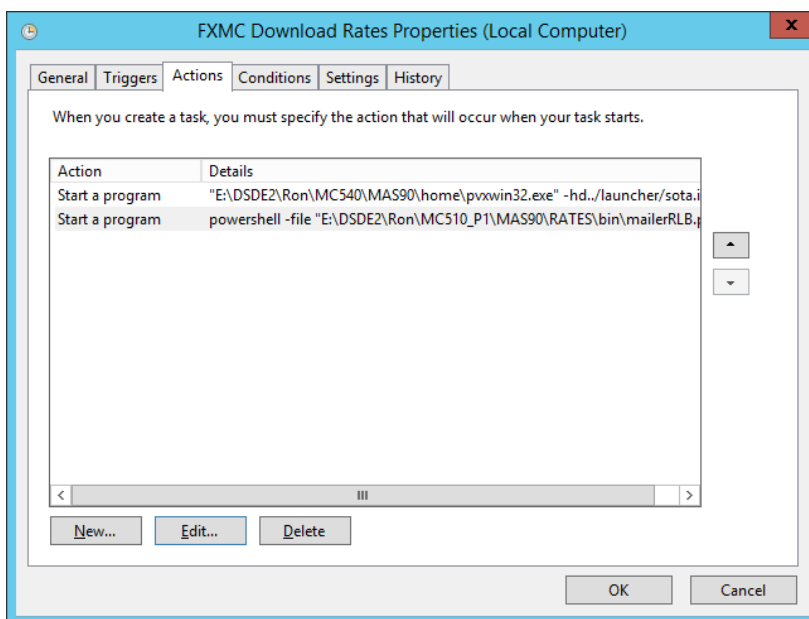 FXMC Download Rates Properties (Local Computer)
x
General Triggers Actions Conditions Settings History
When you create a task, you must specify the action that will occur when your task starts.
Action Details
Start a program "E:\DSDE2\Ron\MC540\MAS90\home\pvxwin32.exe" -hd../launcher/sota.i
Start a program powershell -file "E:\DSDE2\Ron\MC510_P1\MAS90\RATES\bin\mailerRLB.p
New... Edit... Delete
OK Cancel